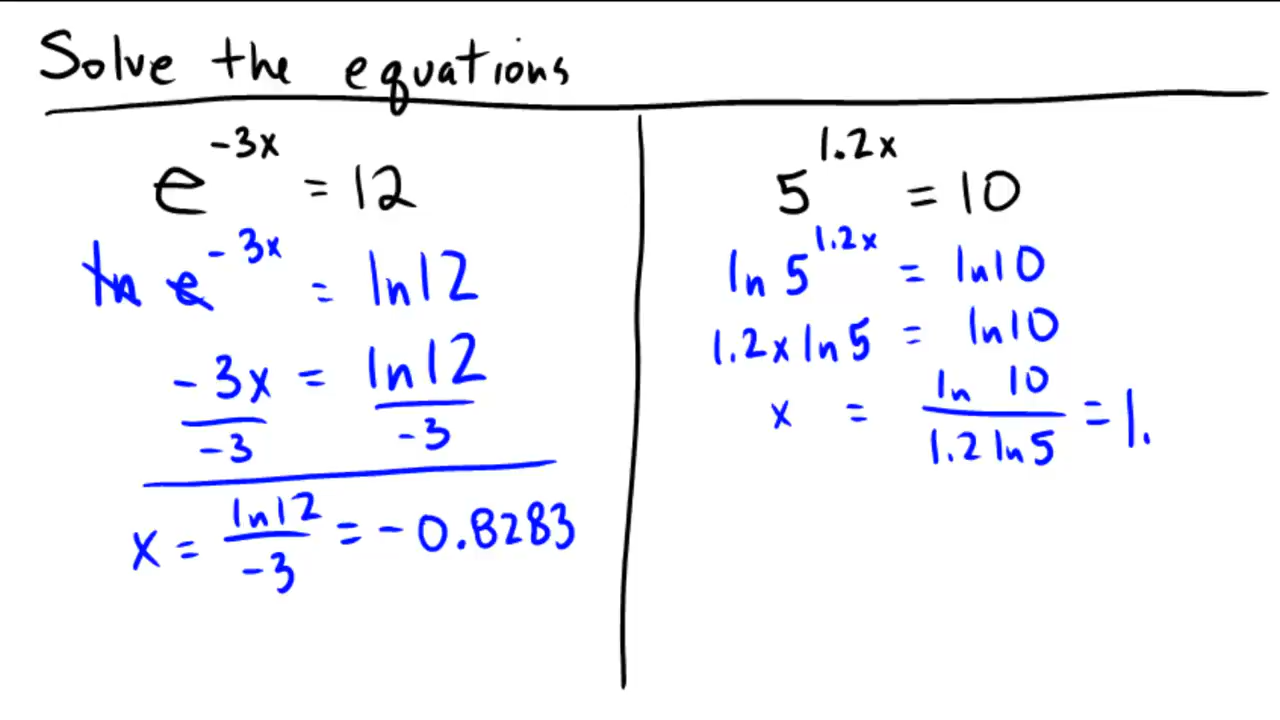 Solve the equations
e^{-3x} = 12
ln e^{-3x} = ln12
-3x = ln12
-3 -3
x = ln12/-3 = -0.8283
5^{1.2x} = 10
ln 5^{1.2x} = ln10
1.2x ln5 = ln10
x = ln 10/1.2 ln5 = 1.